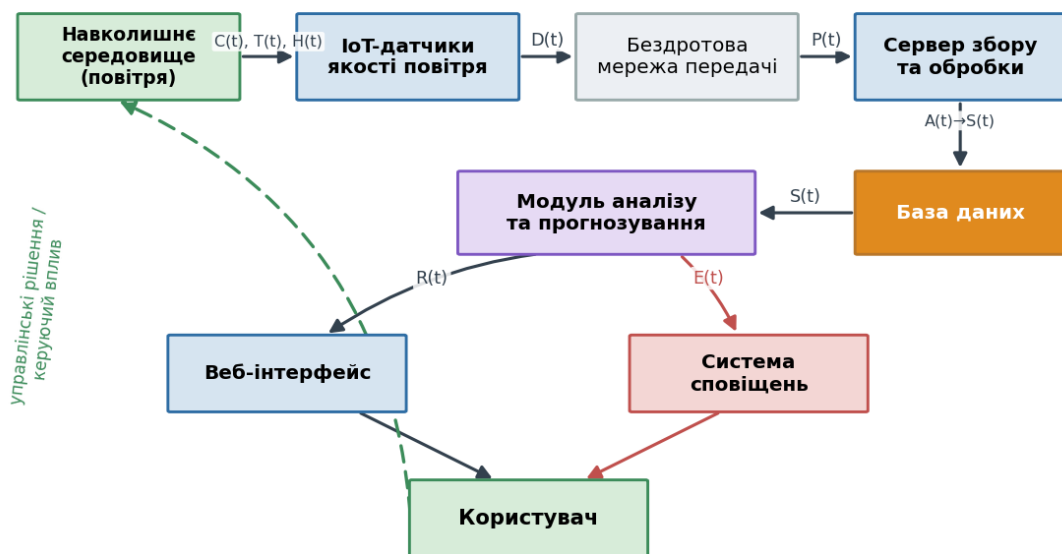 Навколишнє
середовище
(повітря)
C(t), T(t), H(t)
IoT-датчики
якості повітря
D(t)
Бездротова
мережа передачі
P(t)
Сервер збору
та обробки
A(t)→S(t)
Модуль аналізу
та прогнозування
S(t)
База даних
управлінські рішення /
керуючий вплив
R(t)
E(t)
Веб-інтерфейс
Система
сповіщень
Користувач